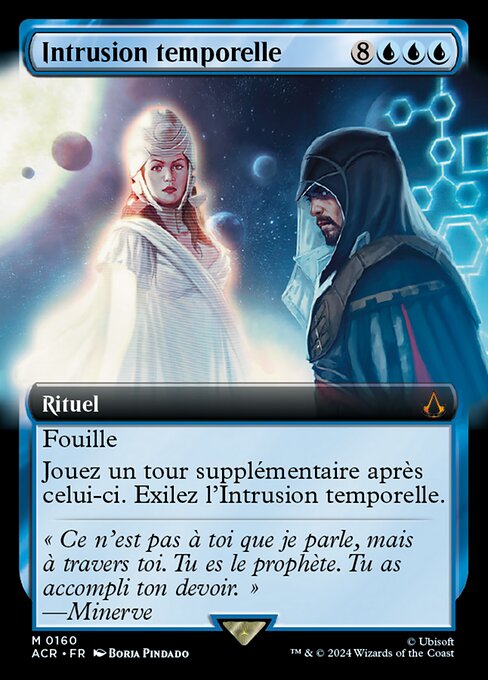 Intrusion temporelle 8
Rituel
Fouille
Jouez un tour supplémentaire après
celui-ci. Exilez l'Intrusion temporelle.
« Ce n'est pas à toi que je parle, mais
à travers toi. Tu es le prophète. Tu as
accompli ton devoir. »
—Minerve
M 0160
ACR • FR Borja Pindado
© Ubisoft
™ & © 2024 Wizards of the Coast